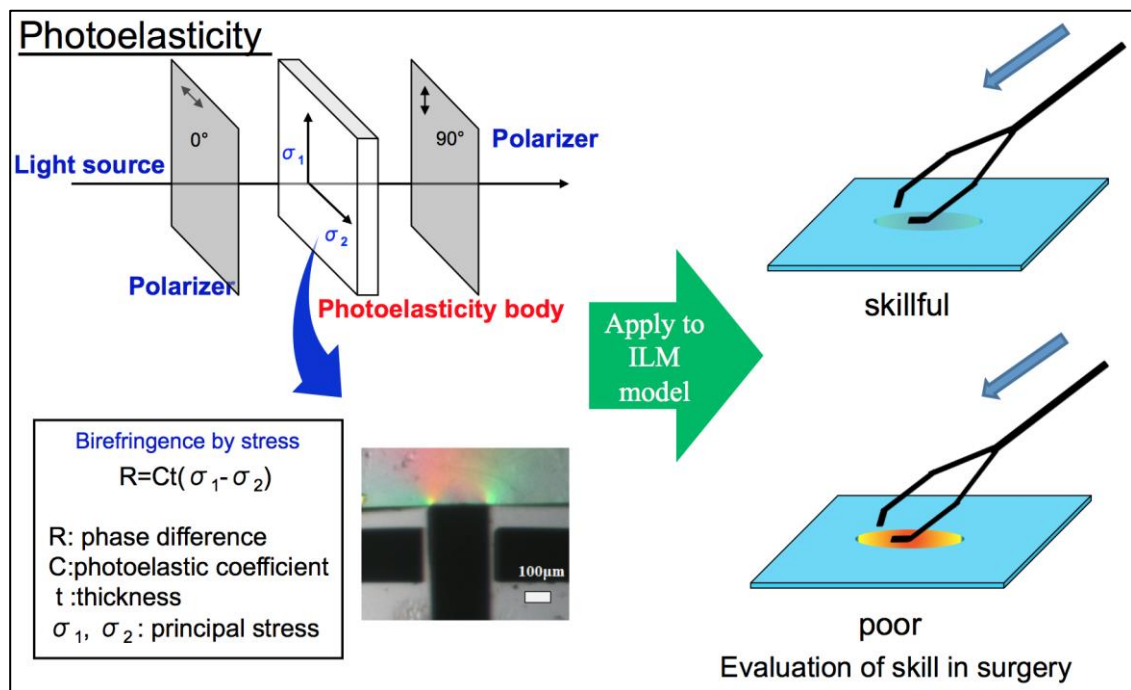 Photoelasticity
0°
σ1
σ2
90°
Polarizer
Light source
Polarizer
Photoelasticity body
Birefringence by stress
R=Ct(σ1-σ2)
R: phase difference
C:photoelastic coefficient
t :thickness
σ1, σ2: principal stress
100μm
Apply to
ILM
model
skillful
poor
Evaluation of skill in surgery